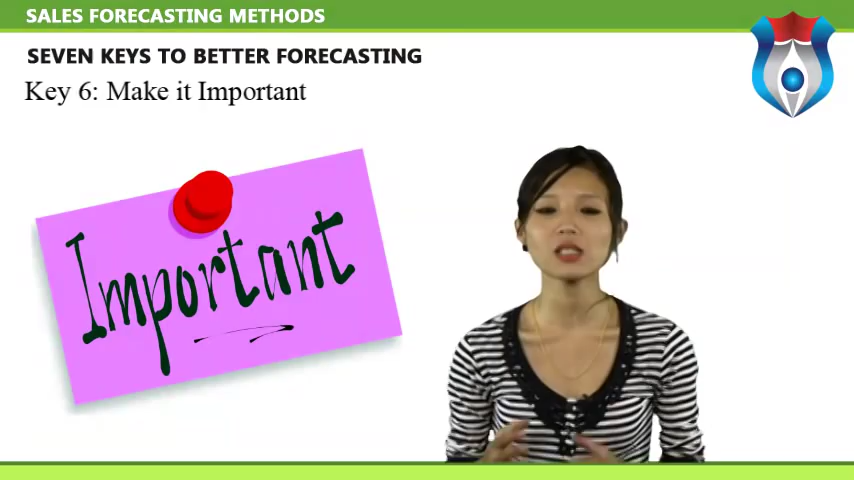 SALES FORECASTING METHODS
SEVEN KEYS TO BETTER FORECASTING
Key 6: Make it Important
Important